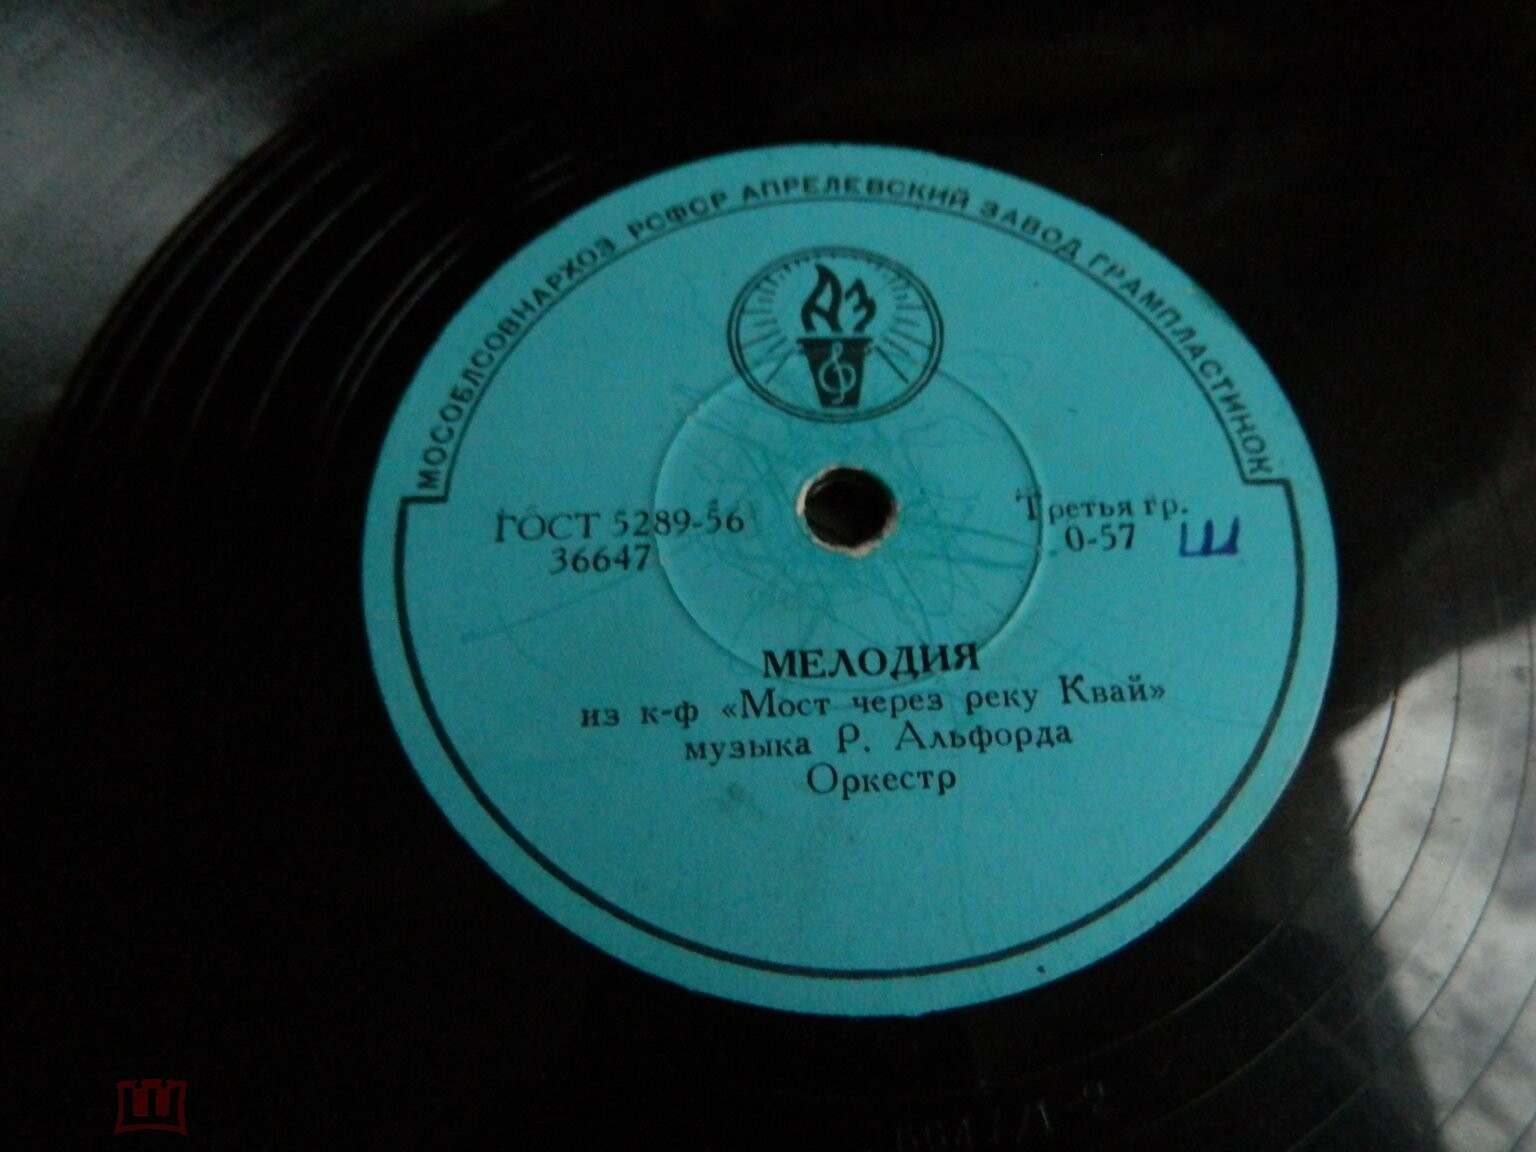 МОСОБЛСОВНАРХОЗ РСФСР АПРЕЛЕВСКИЙ ЗАВОД ГРАМПЛАСТИНОК
АЗ
ГОСТ 5289-56
36647
Третья гр.
0-57
Ш
МЕЛОДИЯ
из к-ф «Мост через реку Квай»
музыка Р. Альфорда
Оркестр